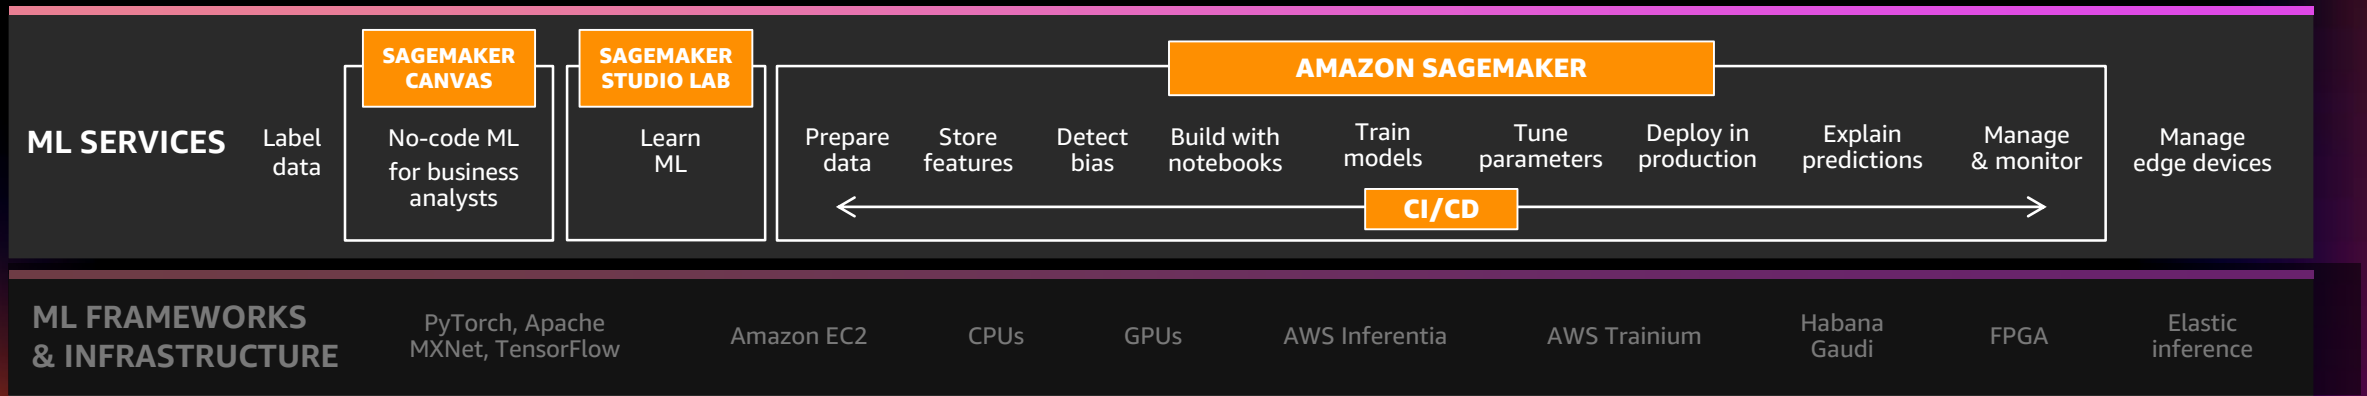 SAGEMAKER
CANVAS
SAGEMAKER
STUDIO LAB
AMAZON SAGEMAKER
ML SERVICES
Label
data
No-code ML
for business
analysts
Learn
ML
Prepare
data
Store
features
Detect
bias
Build with
notebooks
Train
models
Tune
parameters
Deploy in
production
Explain
predictions
Manage
& monitor
Manage
edge devices
CI/CD
ML FRAMEWORKS
& INFRASTRUCTURE
PyTorch, Apache
MXNet, TensorFlow
Amazon EC2
CPUs
GPUs
AWS Inferentia
AWS Trainium
Habana
Gaudi
FPGA
Elastic
inference